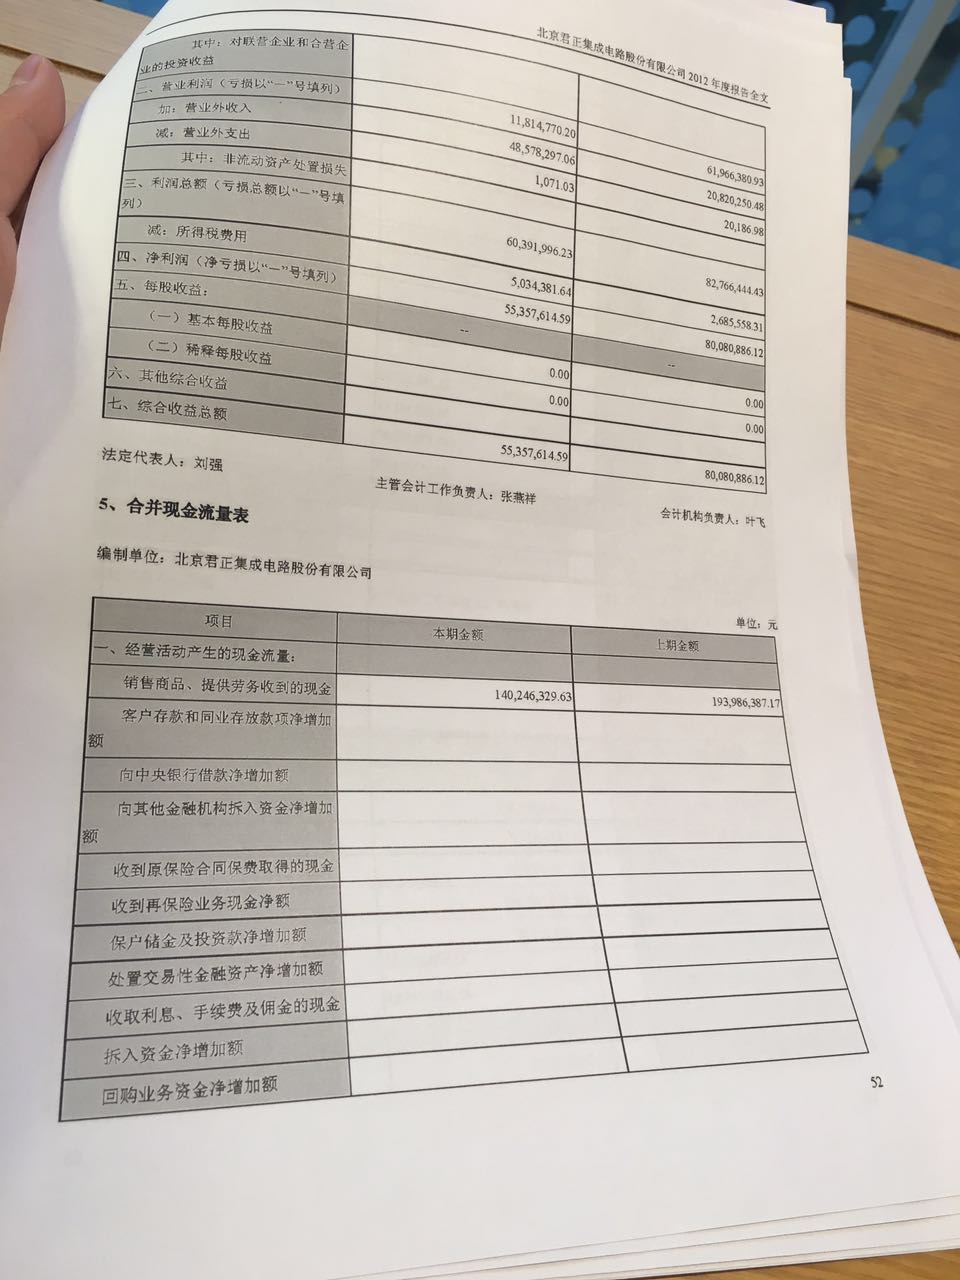 北京君正集成电路股份有限公司 2012 年度报告全文
其中：对联营企业和合营企
业的投资收益
二、营业利润（亏损以“－”号填列） 11,814,770.20 61,966,380.93
加：营业外收入 48,578,297.06 20,820,250.48
减：营业外支出 1,071.03 20,186.98
其中：非流动资产处置损失
三、利润总额（亏损总额以“－”号填
列） 60,391,996.23 82,766,444.43
减：所得税费用 5,034,381.64 2,685,558.31
四、净利润（净亏损以“－”号填列） 55,357,614.59 80,080,886.12
五、每股收益： -- --
（一）基本每股收益 0.00 0.00
（二）稀释每股收益 0.00 0.00
六、其他综合收益
七、综合收益总额 55,357,614.59 80,080,886.12
法定代表人：刘强 主管会计工作负责人：张燕祥 会计机构负责人：叶飞
5、合并现金流量表
编制单位：北京君正集成电路股份有限公司
单位：元
项目 本期金额 上期金额
一、经营活动产生的现金流量：
销售商品、提供劳务收到的现金 140,246,329.63 193,986,387.17
客户存款和同业存放款项净增加
额
向中央银行借款净增加额
向其他金融机构拆入资金净增加
额
收到原保险合同保费取得的现金
收到再保险业务现金净额
保户储金及投资款净增加额
处置交易性金融资产净增加额
收取利息、手续费及佣金的现金
拆入资金净增加额
回购业务资金净增加额
52